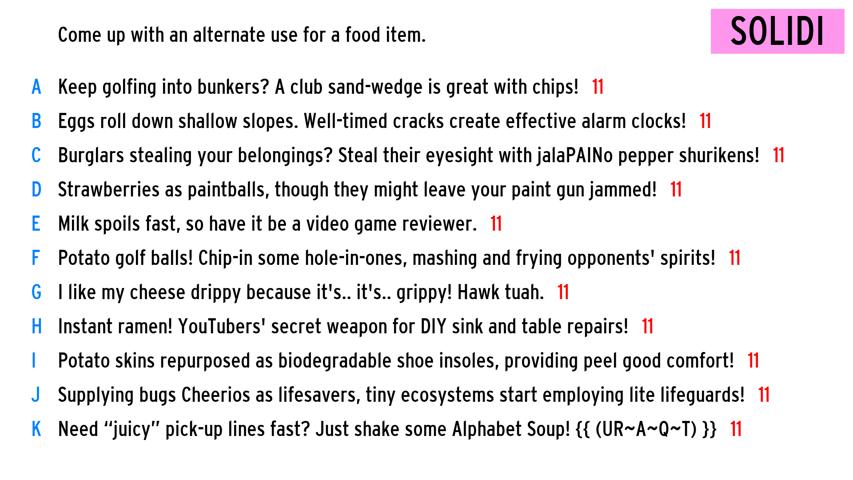 Come up with an alternate use for a food item.
SOLIDI
A Keep golfing into bunkers? A club sand-wedge is great with chips! 11
B Eggs roll down shallow slopes. Well-timed cracks create effective alarm clocks! 11
C Burglars stealing your belongings? Steal their eyesight with jalaPAINo pepper shurikens! 11
D Strawberries as paintballs, though they might leave your paint gun jammed! 11
E Milk spoils fast, so have it be a video game reviewer. 11
F Potato golf balls! Chip-in some hole-in-ones, mashing and frying opponents' spirits! 11
G I like my cheese drippy because it's.. it's.. grippy! Hawk tuah. 11
H Instant ramen! YouTubers' secret weapon for DIY sink and table repairs! 11
I Potato skins repurposed as biodegradable shoe insoles, providing peel good comfort! 11
J Supplying bugs Cheerios as lifesavers, tiny ecosystems start employing lite lifeguards! 11
K Need “juicy” pick-up lines fast? Just shake some Alphabet Soup! {{ (UR~A~Q~T) }} 11